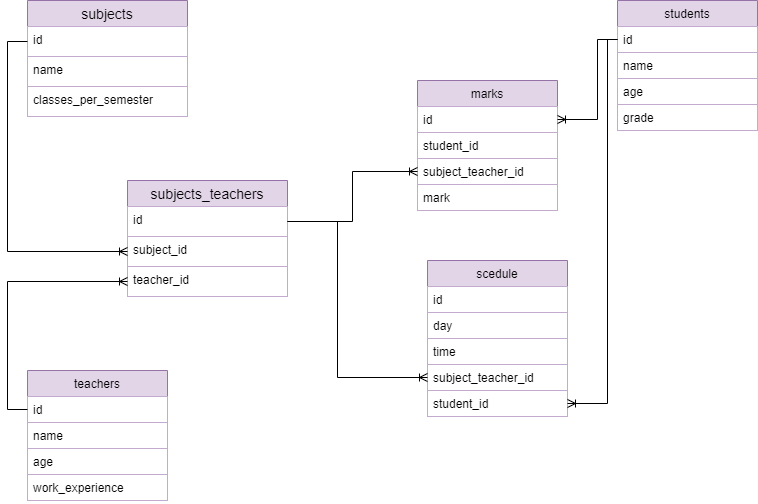 subjects
id
name
classes_per_semester
students
id
name
age
grade
marks
id
student_id
subject_teacher_id
mark
subjects_teachers
id
subject_id
teacher_id
scedule
id
day
time
subject_teacher_id
student_id
teachers
id
name
age
work_experience